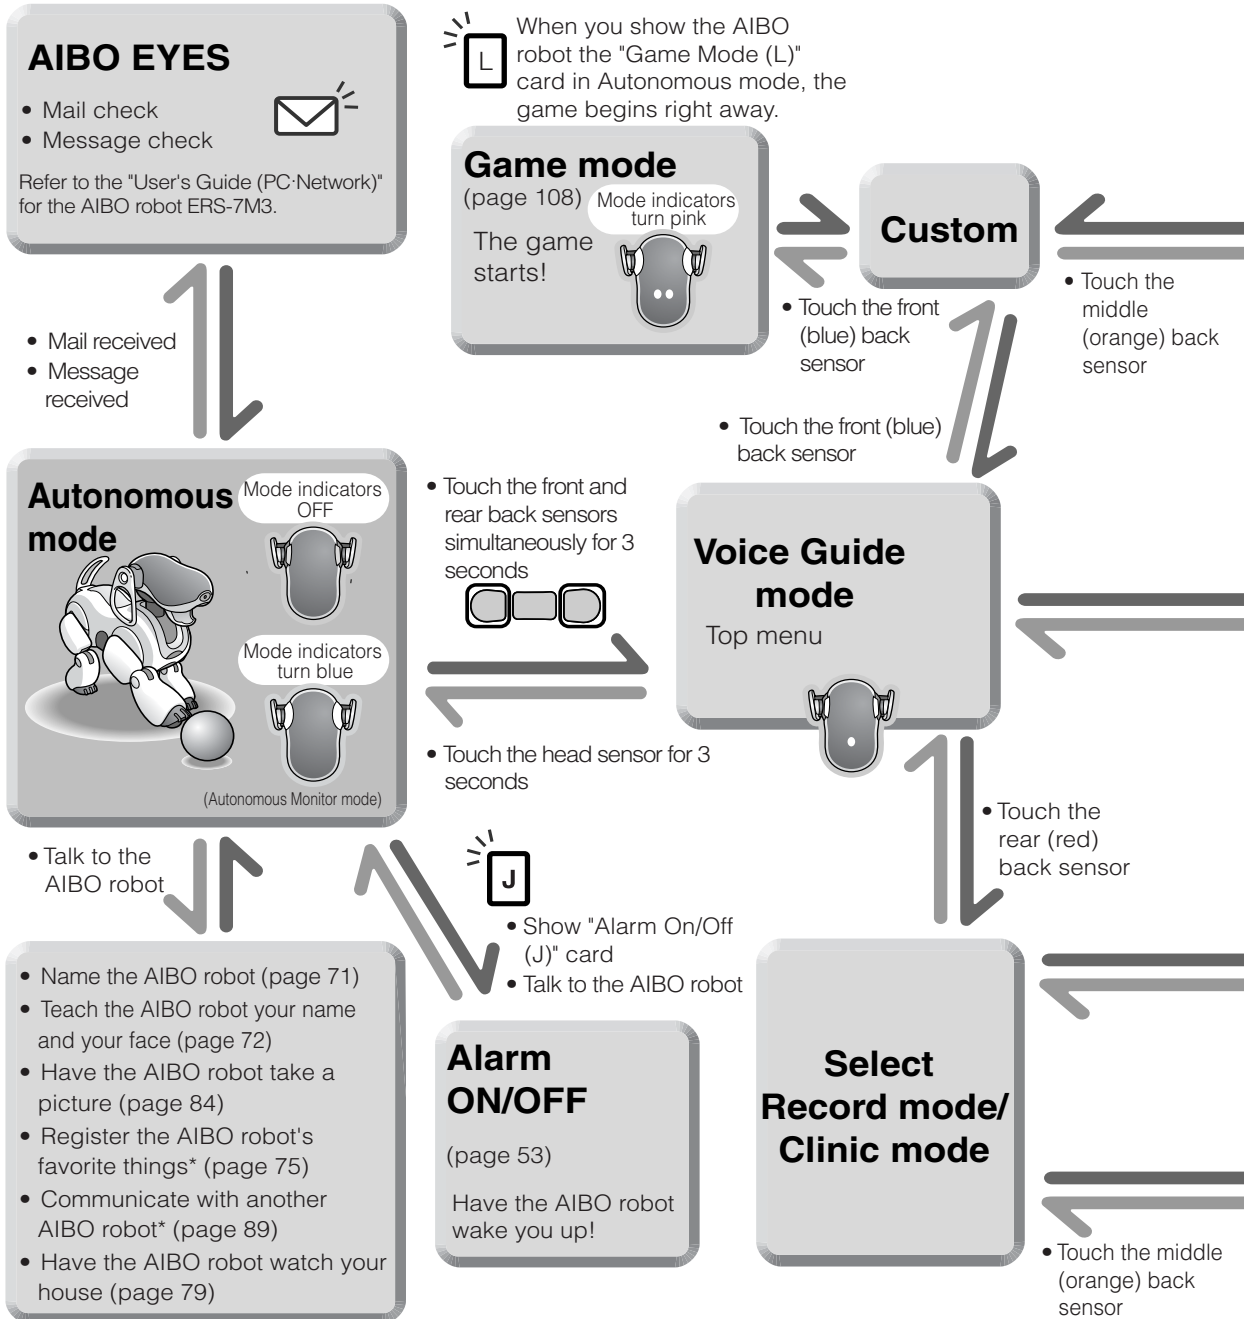 AIBO EYES
• Mail check
• Message check
Refer to the "User's Guide (PC·Network)"
for the AIBO robot ERS-7M3.
L
When you show the AIBO
robot the "Game Mode (L)"
card in Autonomous mode, the
game begins right away.
Game mode
(page 108)
Mode indicators
turn pink
The game
starts!
Custom
• Touch the front
(blue) back
sensor
• Touch the
middle
(orange) back
sensor
• Mail received
• Message
received
• Touch the front (blue)
back sensor
Autonomous
mode
Mode indicators
OFF
Mode indicators
turn blue
(Autonomous Monitor mode)
• Touch the front and
rear back sensors
simultaneously for 3
seconds
• Touch the head sensor for 3
seconds
Voice Guide
mode
Top menu
• Touch the
rear (red)
back sensor
• Talk to the
AIBO robot
J
• Show "Alarm On/Off
(J)" card
• Talk to the AIBO robot
• Name the AIBO robot (page 71)
• Teach the AIBO robot your name
and your face (page 72)
• Have the AIBO robot take a
picture (page 84)
• Register the AIBO robot's
favorite things* (page 75)
• Communicate with another
AIBO robot* (page 89)
• Have the AIBO robot watch your
house (page 79)
Alarm
ON/OFF
(page 53)
Have the AIBO robot
wake you up!
Select
Record mode/
Clinic mode
• Touch the middle
(orange) back
sensor